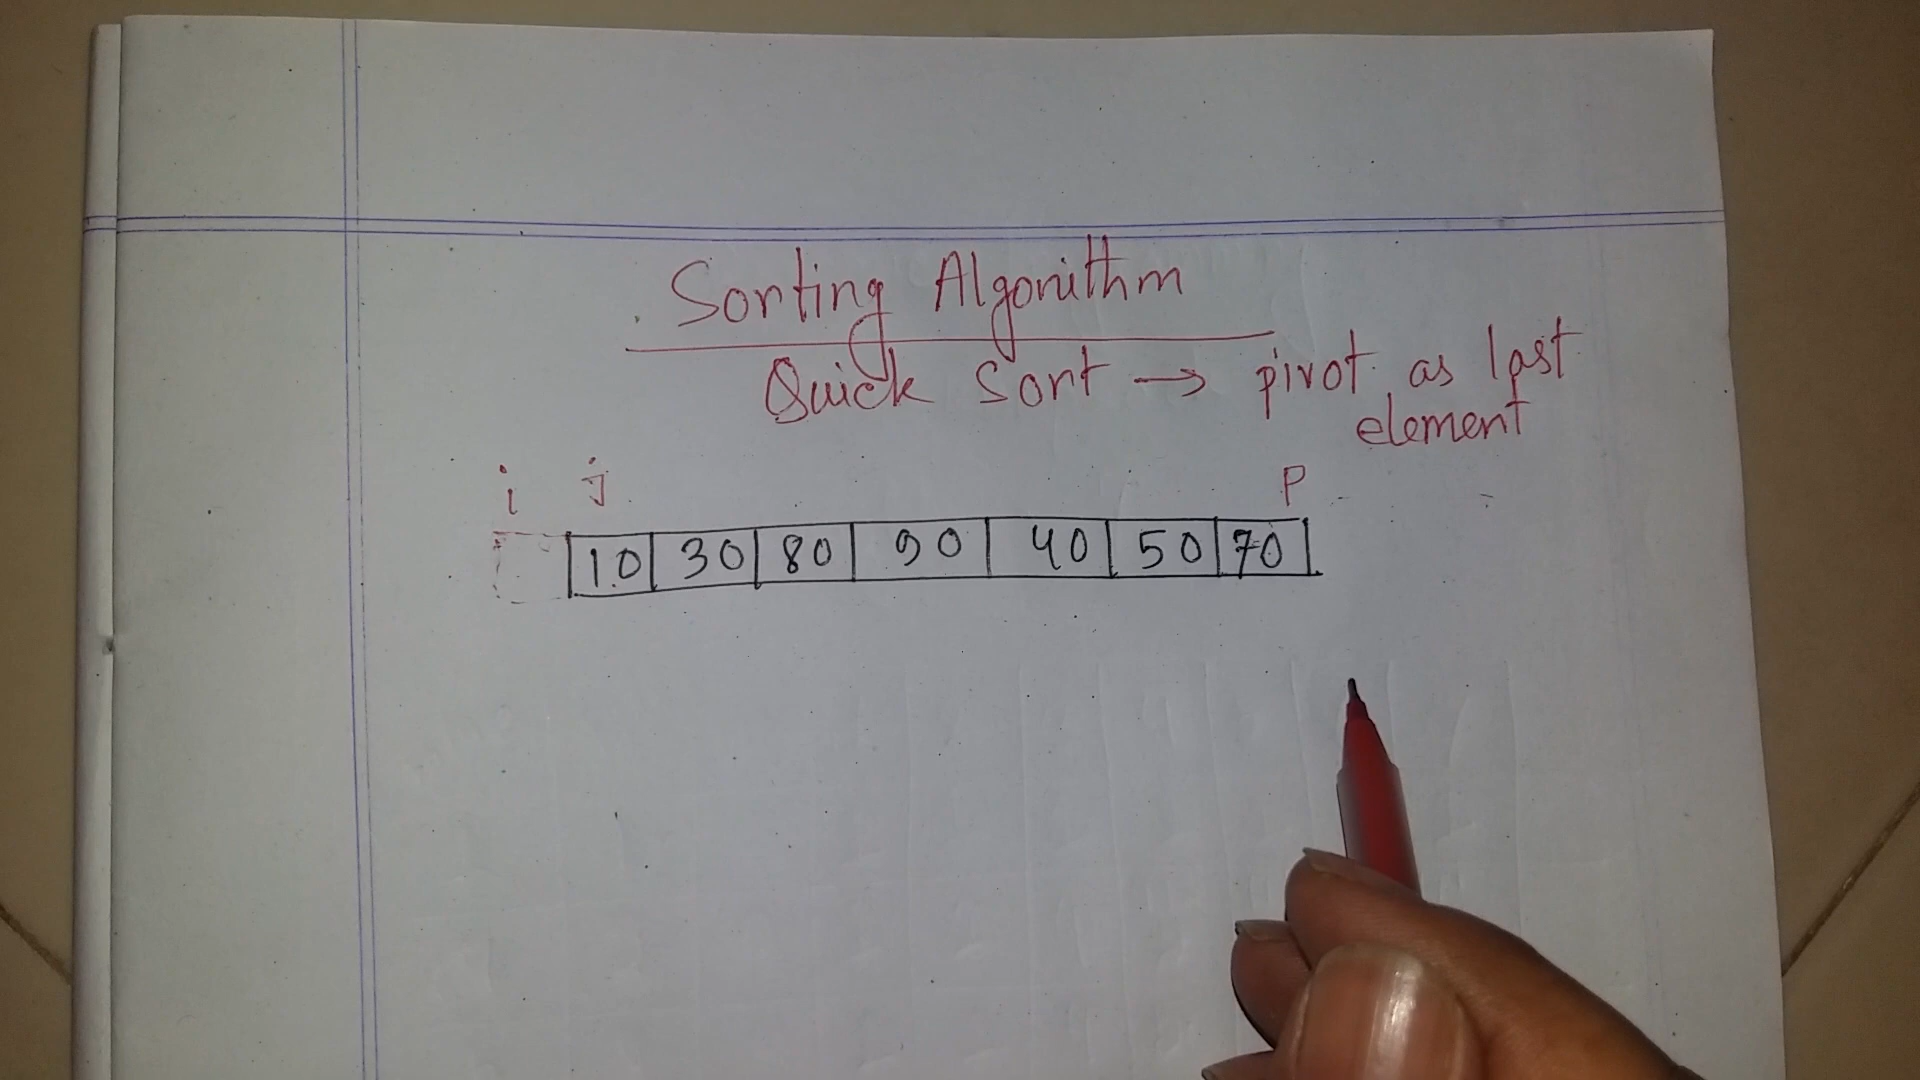 Sorting Algorithm
Quick Sort → pivot as last
element
i j P
10 30 80 90 40 50 70